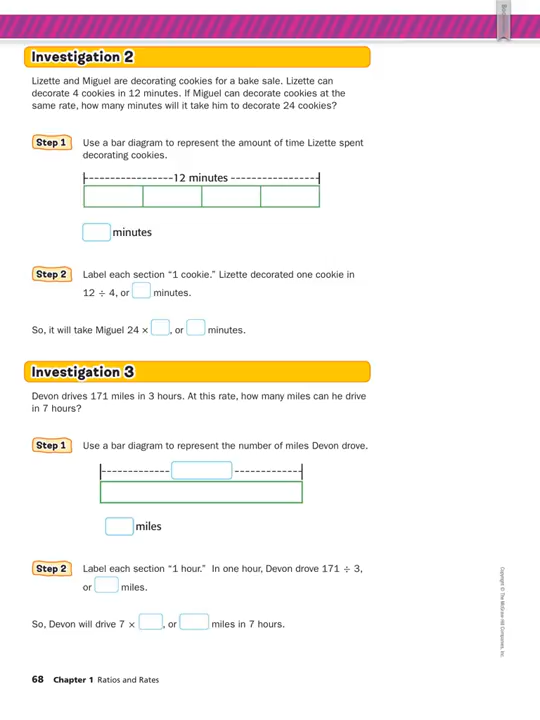 Investigation 2
Lizette and Miguel are decorating cookies for a bake sale. Lizette can
decorate 4 cookies in 12 minutes. If Miguel can decorate cookies at the
same rate, how many minutes will it take him to decorate 24 cookies?
Step 1 Use a bar diagram to represent the amount of time Lizette spent
decorating cookies.
12 minutes
minutes
Step 2 Label each section “1 cookie.” Lizette decorated one cookie in
12 ÷ 4, or minutes.
So, it will take Miguel 24 × , or minutes.
Investigation 3
Devon drives 171 miles in 3 hours. At this rate, how many miles can he drive
in 7 hours?
Step 1 Use a bar diagram to represent the number of miles Devon drove.
miles
Step 2 Label each section “1 hour.” In one hour, Devon drove 171 ÷ 3,
or miles.
So, Devon will drive 7 × , or miles in 7 hours.
Copyright © The McGraw-Hill Companies, Inc.
68 Chapter 1 Ratios and Rates